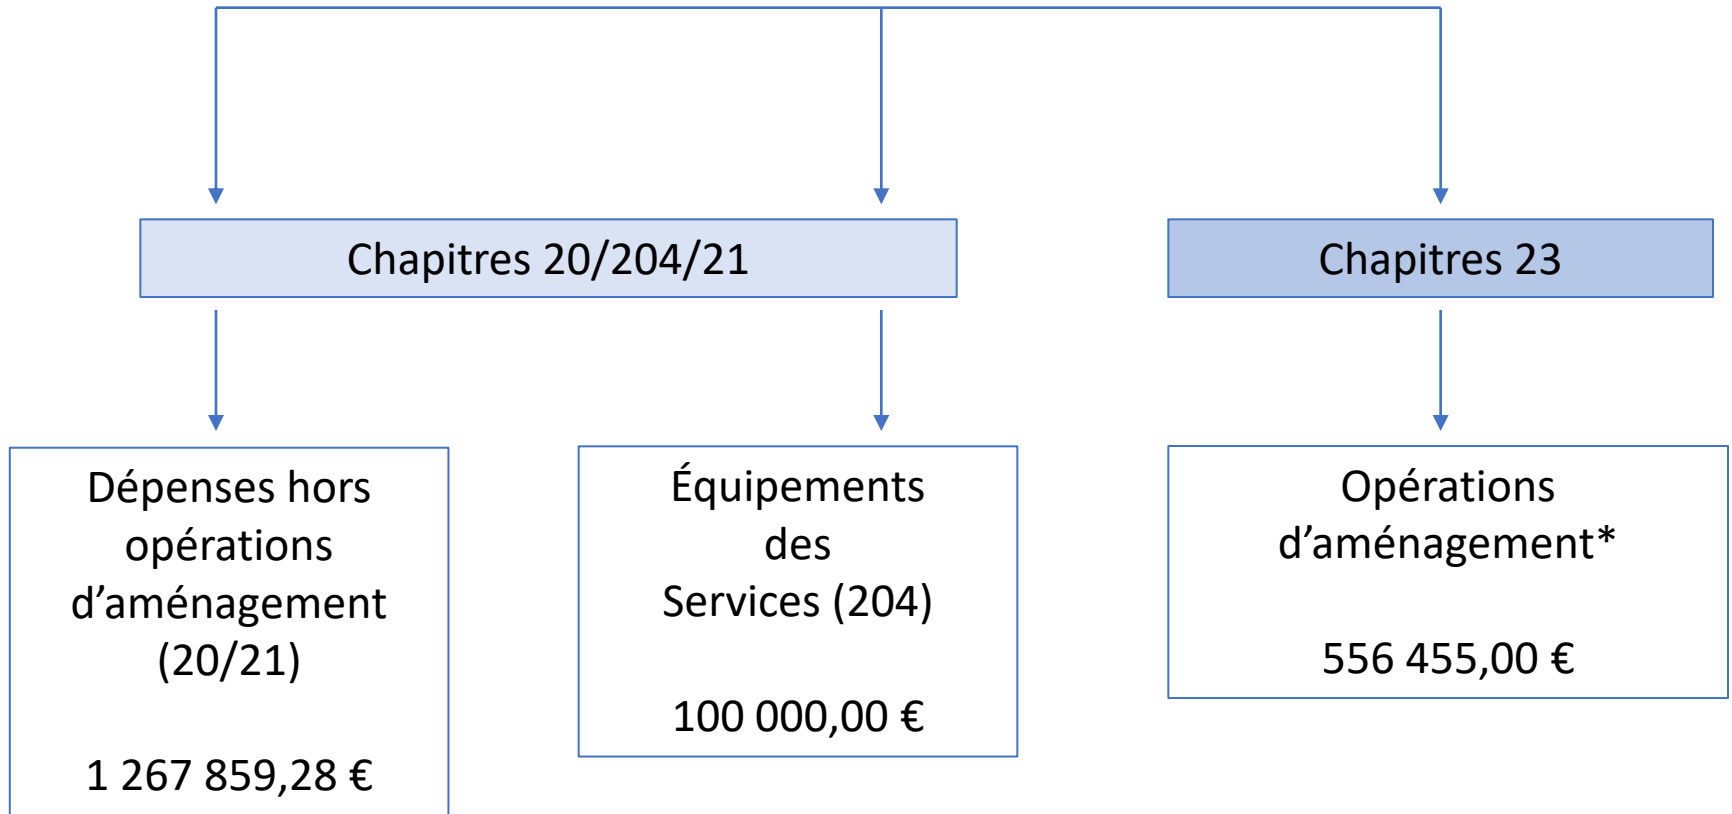 Chapitres 20/204/21
Chapitres 23
Dépenses hors
opérations
d’aménagement
(20/21)
1 267 859,28 €
Équipements
des
Services (204)
100 000,00 €
Opérations
d’aménagement*
556 455,00 €